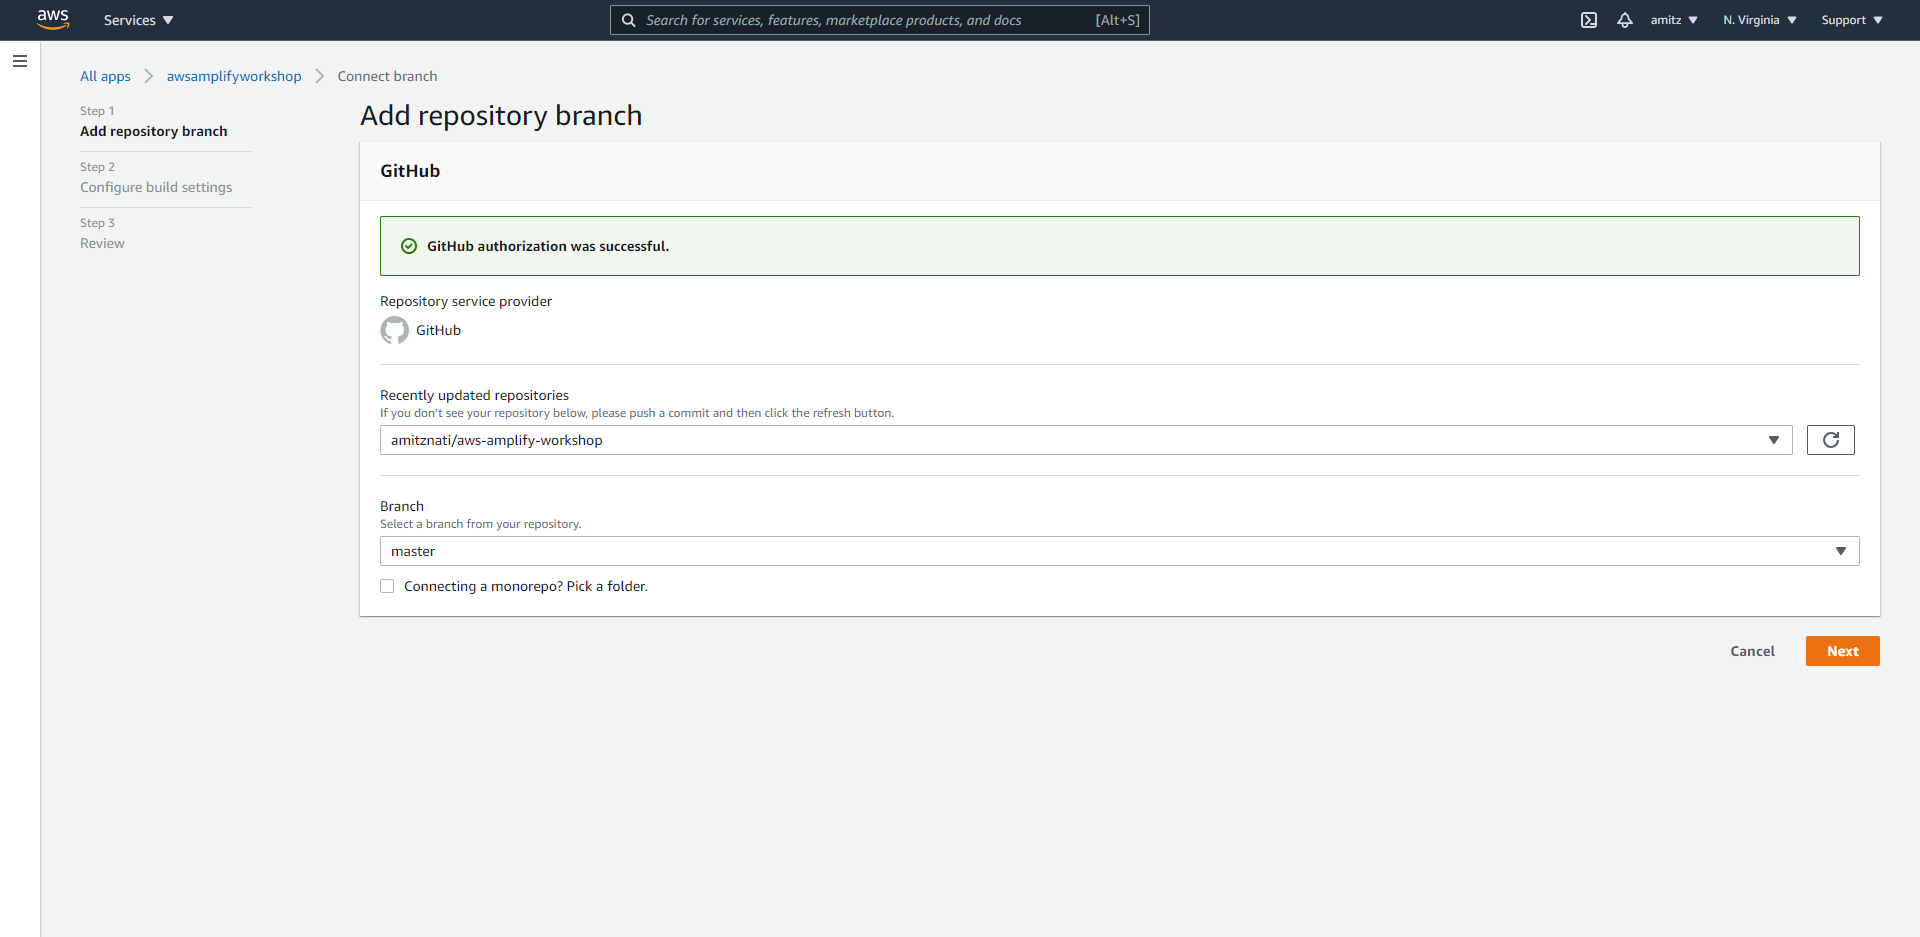 aws
Services
Search for services, features, marketplace products, and docs [Alt+S]
amitz
N. Virginia
Support
All apps
awsamplifyworkshop
Connect branch
Step 1
Add repository branch
Step 2
Configure build settings
Step 3
Review
Add repository branch
GitHub
GitHub authorization was successful.
Repository service provider
GitHub
Recently updated repositories
If you don't see your repository below, please push a commit and then click the refresh button.
amitznati/aws-amplify-workshop
Branch
Select a branch from your repository.
master
Connecting a monorepo? Pick a folder.
Cancel
Next